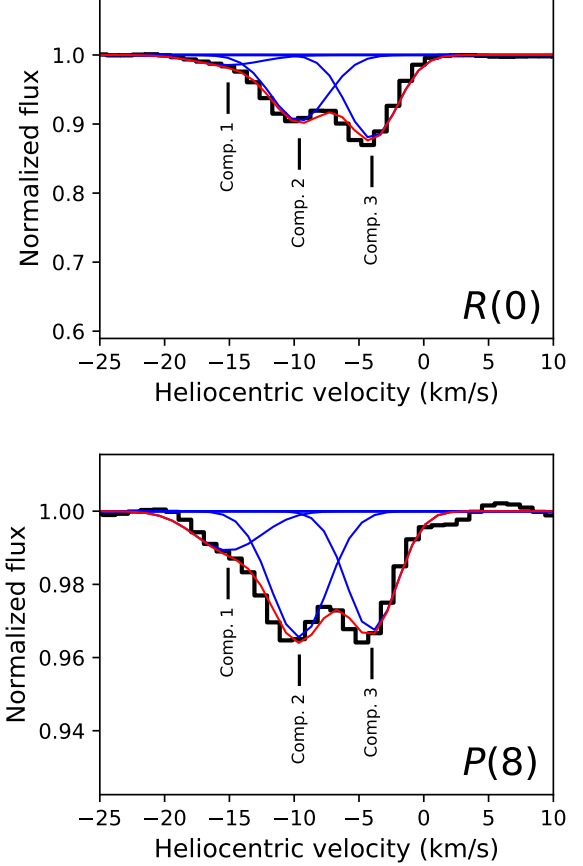 1.0
0.9
0.8
0.7
0.6
Normalized flux
Comp. 1
Comp. 2
Comp. 3
R(0)
−25 −20 −15 −10 −5 0 5 10
Heliocentric velocity (km/s)
1.00
0.98
0.96
0.94
Normalized flux
Comp. 1
Comp. 2
Comp. 3
P(8)
−25 −20 −15 −10 −5 0 5 10
Heliocentric velocity (km/s)